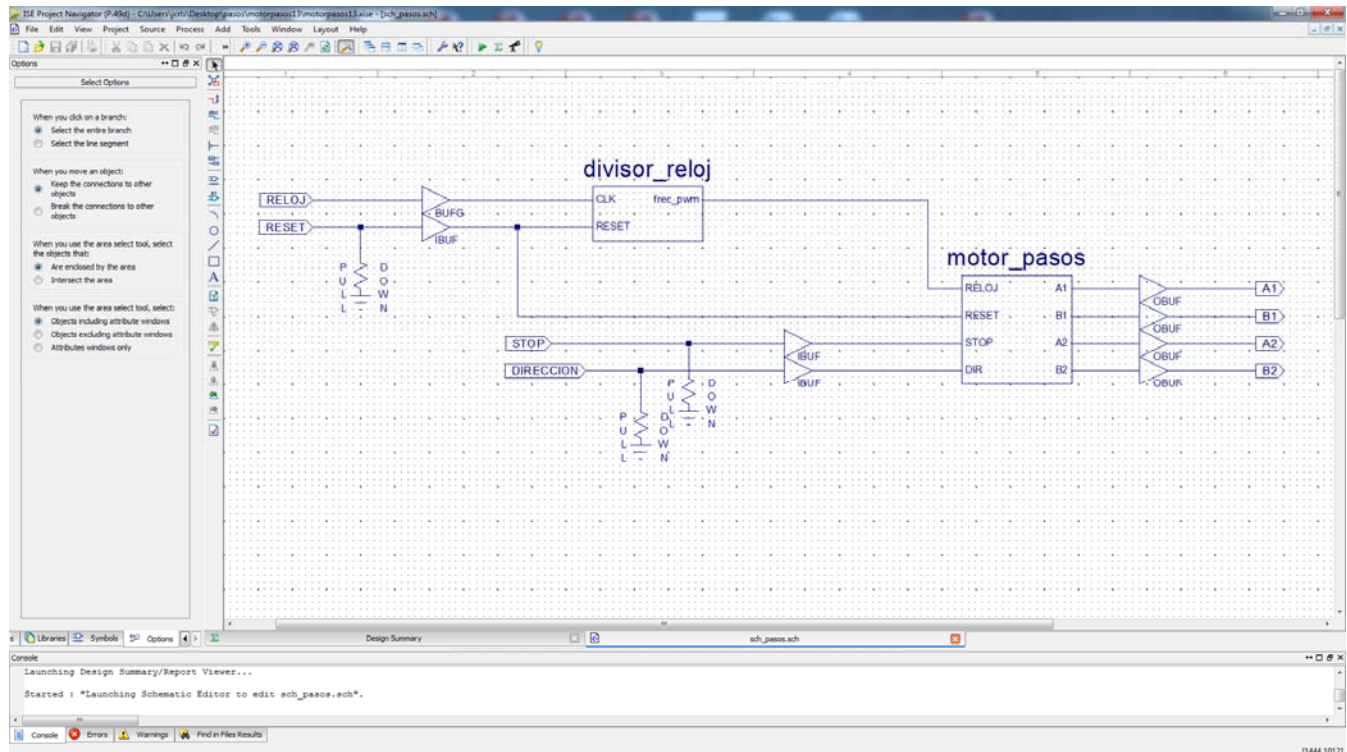 ISE Project Navigator (P.49d) - C:\Users\jcrls\Desktop\pasos\motorpasos13\motorpasos13.xise - [sch_pasos.sch]
File Edit View Project Source Process Add Tools Window Layout Help
Options
Select Options
When you click on a branch:
Select the entire branch
Select the line segment
When you move an object:
Keep the connections to other
objects
Break the connections to other
objects
When you use the area select tool, select
the objects that:
Are enclosed by the area
Intersect the area
When you use the area select tool, select:
Objects including attribute windows
Objects excluding attribute windows
Attributes windows only
divisor_reloj
RELOJ
BUFG
CLK
frec_pwm
RESET
IBUF
RESET
PULL
DOWN
motor_pasos
RELOJ
A1
OBUF
A1
RESET
B1
OBUF
B1
STOP
IBUF
STOP
A2
OBUF
A2
DIRECCION
IBUF
DIR
B2
OBUF
B2
PULL
DOWN
PULL
DOWN
Libraries
Symbols
Options
Design Summary
sch_pasos.sch
Console
Launching Design Summary/Report Viewer...
Started : "Launching Schematic Editor to edit sch_pasos.sch".
Console
Errors
Warnings
Find in Files Results
[1444,1012]